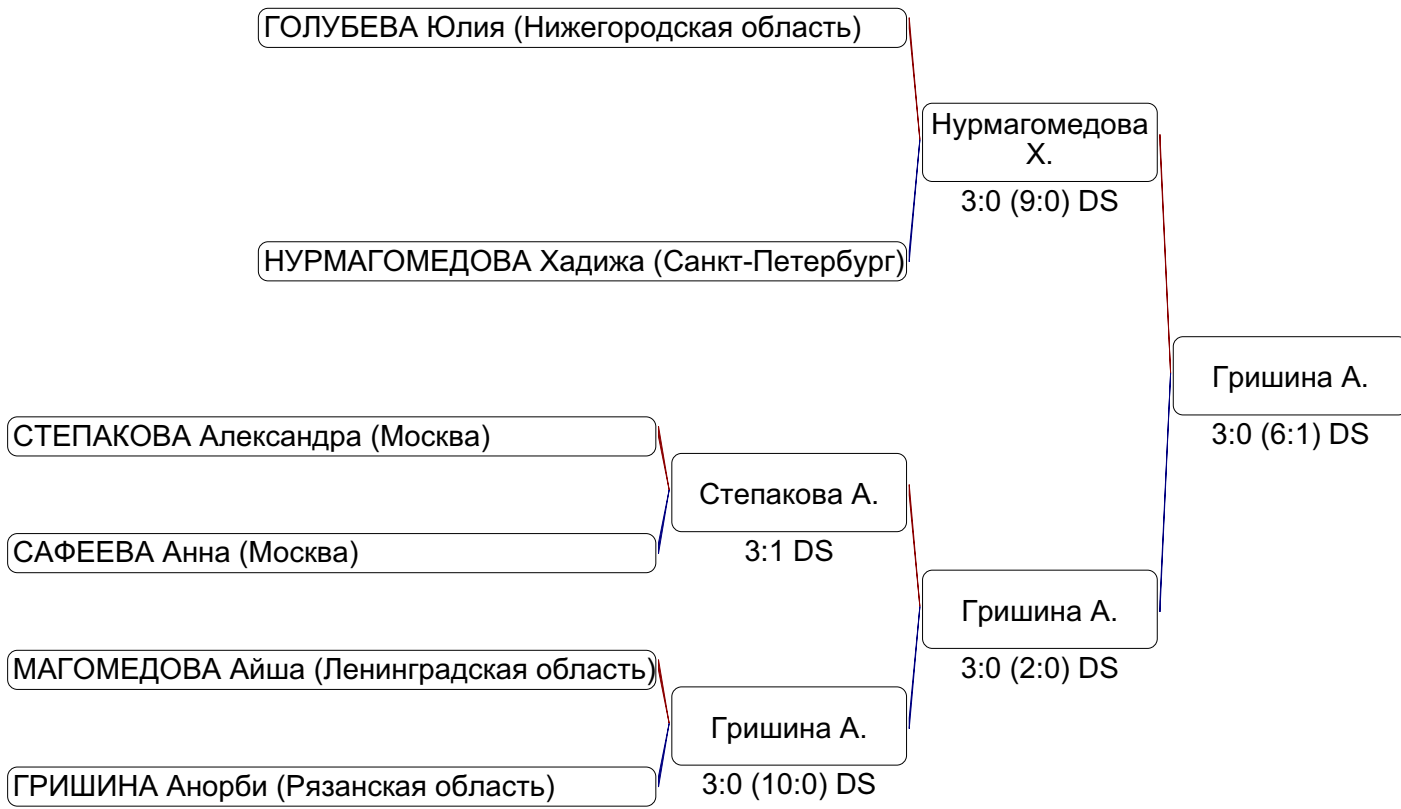 ГОЛУБЕВА Юлия (Нижегородская область)
Нурмагомедова
Х.
3:0 (9:0) DS
НУРМАГОМЕДОВА Хадижа (Санкт-Петербург)
Гришина А.
3:0 (6:1) DS
СТЕПАКОВА Александра (Москва)
Степакова А.
3:1 DS
САФЕЕВА Анна (Москва)
Гришина А.
3:0 (2:0) DS
МАГОМЕДОВА Айша (Ленинградская область)
Гришина А.
3:0 (10:0) DS
ГРИШИНА Анорби (Рязанская область)